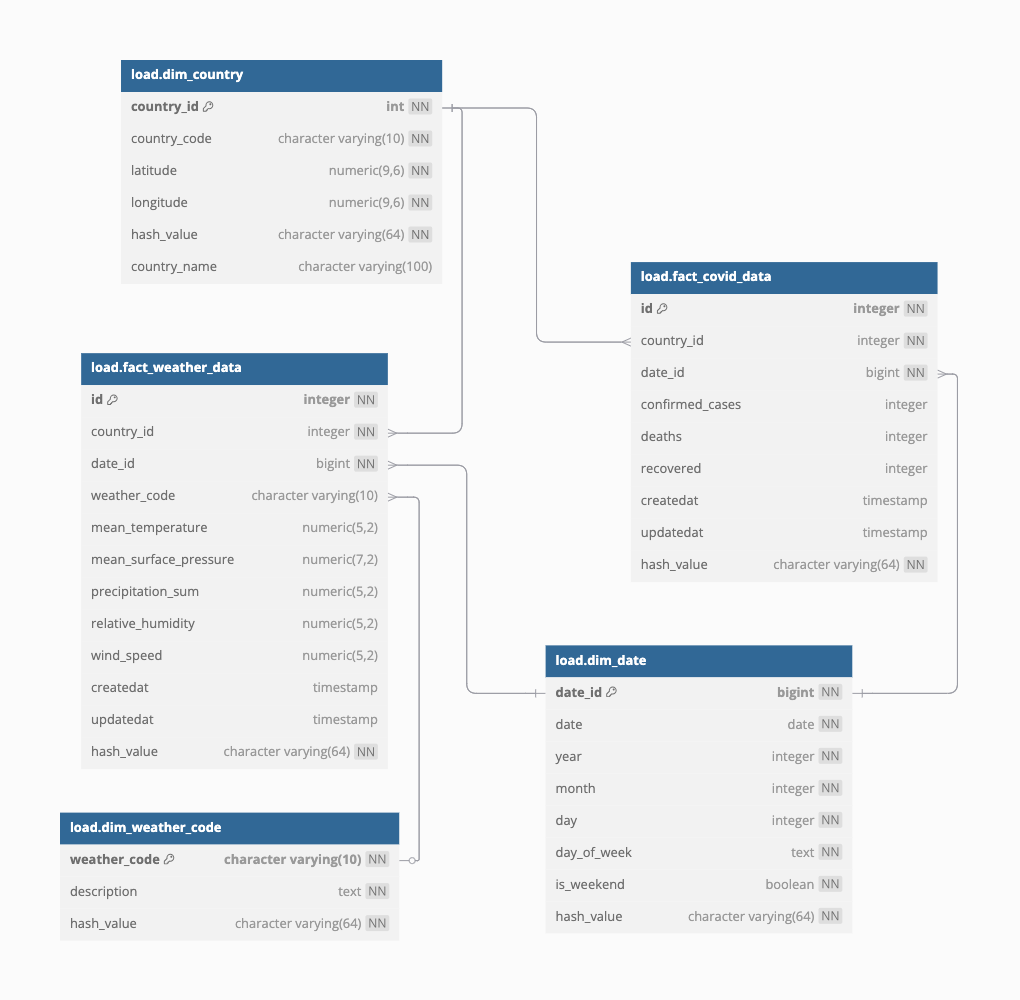 load.dim_country
country_id int NN
country_code character varying(10) NN
latitude numeric(9,6) NN
longitude numeric(9,6) NN
hash_value character varying(64) NN
country_name character varying(100)
load.fact_covid_data
id integer NN
country_id integer NN
date_id bigint NN
confirmed_cases integer
deaths integer
recovered integer
createdat timestamp
updatedat timestamp
hash_value character varying(64) NN
load.fact_weather_data
id integer NN
country_id integer NN
date_id bigint NN
weather_code character varying(10)
mean_temperature numeric(5,2)
mean_surface_pressure numeric(7,2)
precipitation_sum numeric(5,2)
relative_humidity numeric(5,2)
wind_speed numeric(5,2)
createdat timestamp
updatedat timestamp
hash_value character varying(64) NN
load.dim_date
date_id bigint NN
date date NN
year integer NN
month integer NN
day integer NN
day_of_week text NN
is_weekend boolean NN
hash_value character varying(64) NN
load.dim_weather_code
weather_code character varying(10) NN
description text NN
hash_value character varying(64) NN